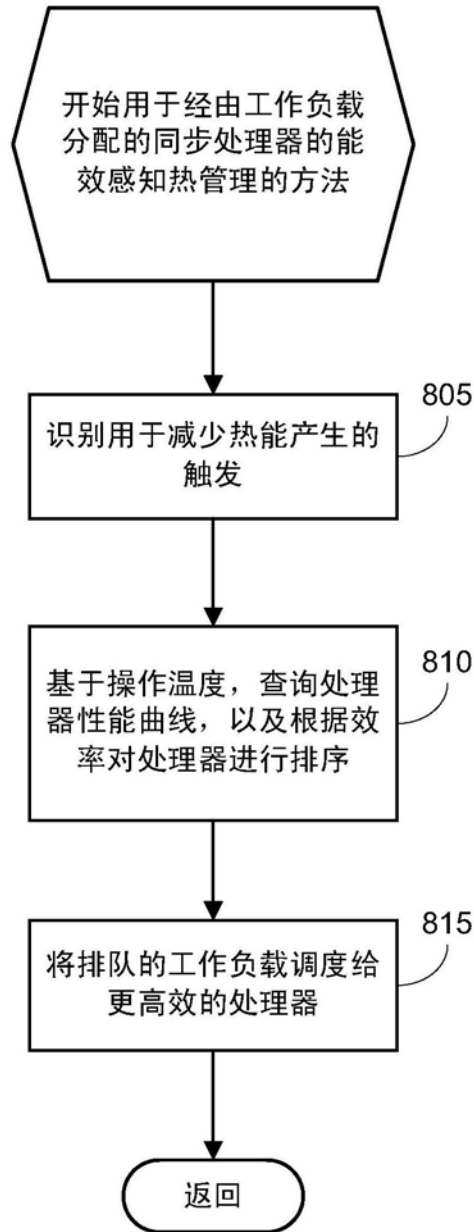 开始用于经由工作负载
分配的同步处理器的能
效感知热管理的方法
805
识别用于减少热能产生的
触发
810
基于操作温度，查询处理
器性能曲线，以及根据效
率对处理器进行排序
815
将排队的工作负载调度给
更高效的处理器
返回